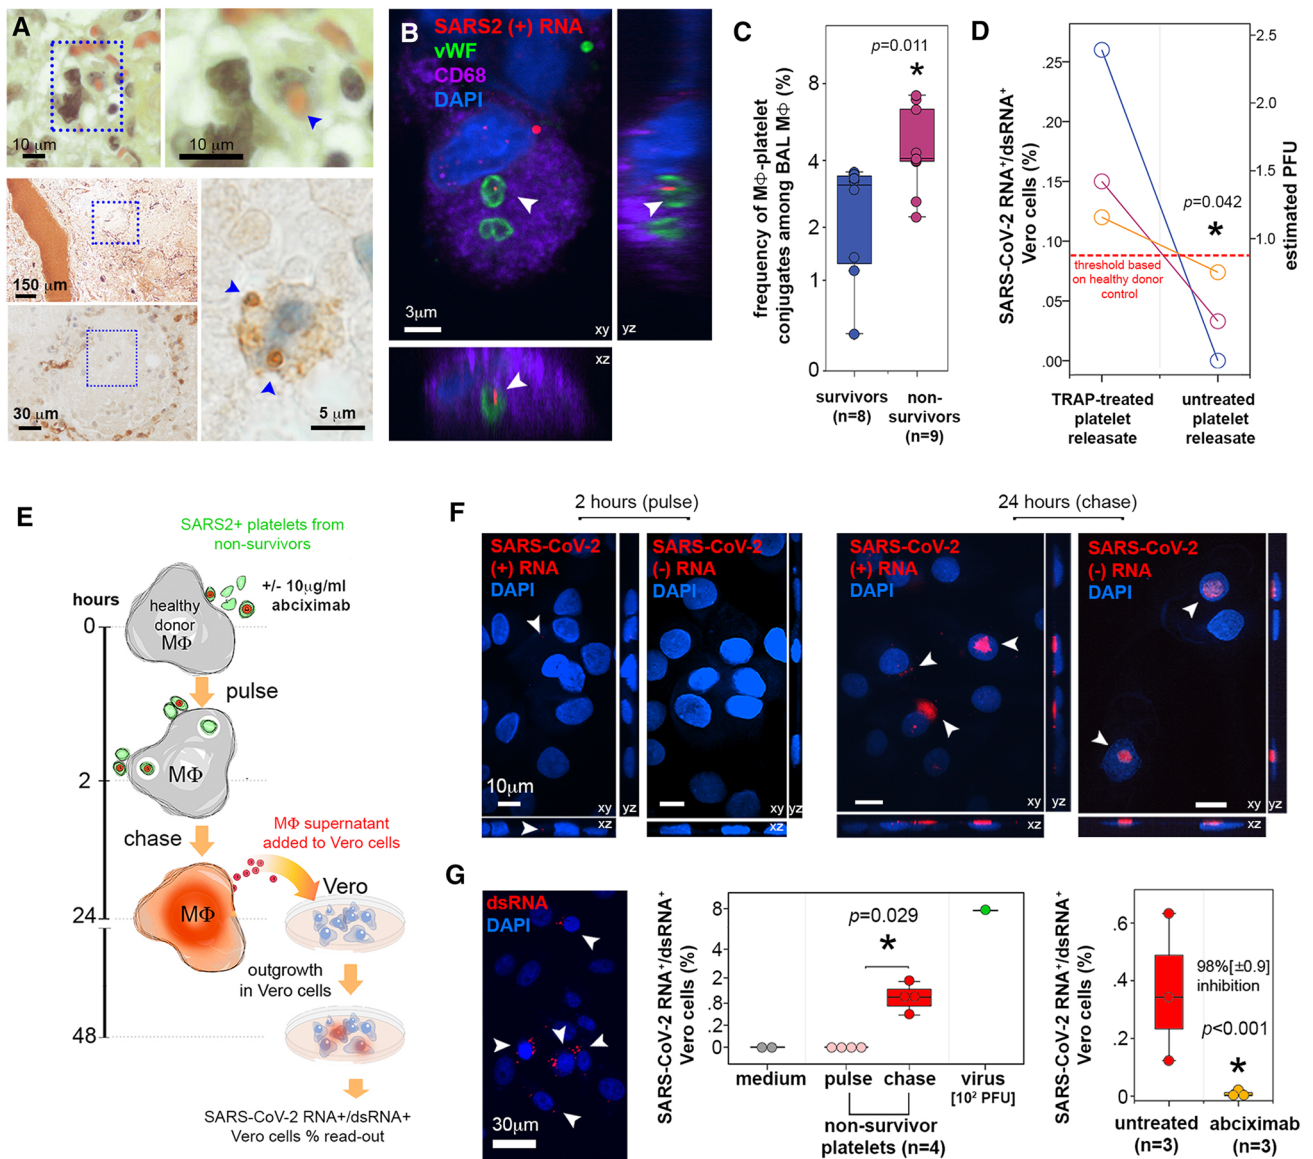 A
10 μm
10 μm
150 μm
30 μm
5 μm
B
SARS2 (+) RNA
vWF
CD68
DAPI
3μm
xy
yz
xz
C
frequency of MΦ-platelet
conjugates among BAL MΦ (%)
p=0.011
*
8
4
2
1
0
survivors
(n=8)
non-
survivors
(n=9)
D
SARS-CoV-2 RNA⁺/dsRNA⁺
Vero cells (%)
.25
.20
.15
.10
.05
.00
2.5
2.0
1.5
1.0
estimated PFU
p=0.042
*
threshold based
on healthy donor
control
TRAP-treated
platelet
releasate
untreated
platelet
releasate
E
SARS2+ platelets from
non-survivors
+/- 10μg/ml
abciximab
hours
healthy
donor
MΦ
0
pulse
MΦ
2
chase
MΦ supernatant
added to Vero cells
Vero
MΦ
24
outgrowth
in Vero cells
48
SARS-CoV-2 RNA+/dsRNA+
Vero cells % read-out
F
2 hours (pulse)
24 hours (chase)
SARS-CoV-2
(+) RNA
DAPI
10μm
xy
yz
xz
SARS-CoV-2
(-) RNA
DAPI
xy
yz
xz
SARS-CoV-2
(+) RNA
DAPI
xy
yz
xz
SARS-CoV-2
(-) RNA
DAPI
xy
yz
xz
G
dsRNA
DAPI
30μm
SARS-CoV-2 RNA⁺/dsRNA⁺
Vero cells (%)
8
4
2
.8
.2
0
p=0.029
*
medium
pulse
chase
virus
[10² PFU]
non-survivor
platelets (n=4)
SARS-CoV-2 RNA⁺/dsRNA⁺
Vero cells (%)
.6
.4
.2
0
98%[±0.9]
inhibition
p<0.001
*
untreated
(n=3)
abciximab
(n=3)